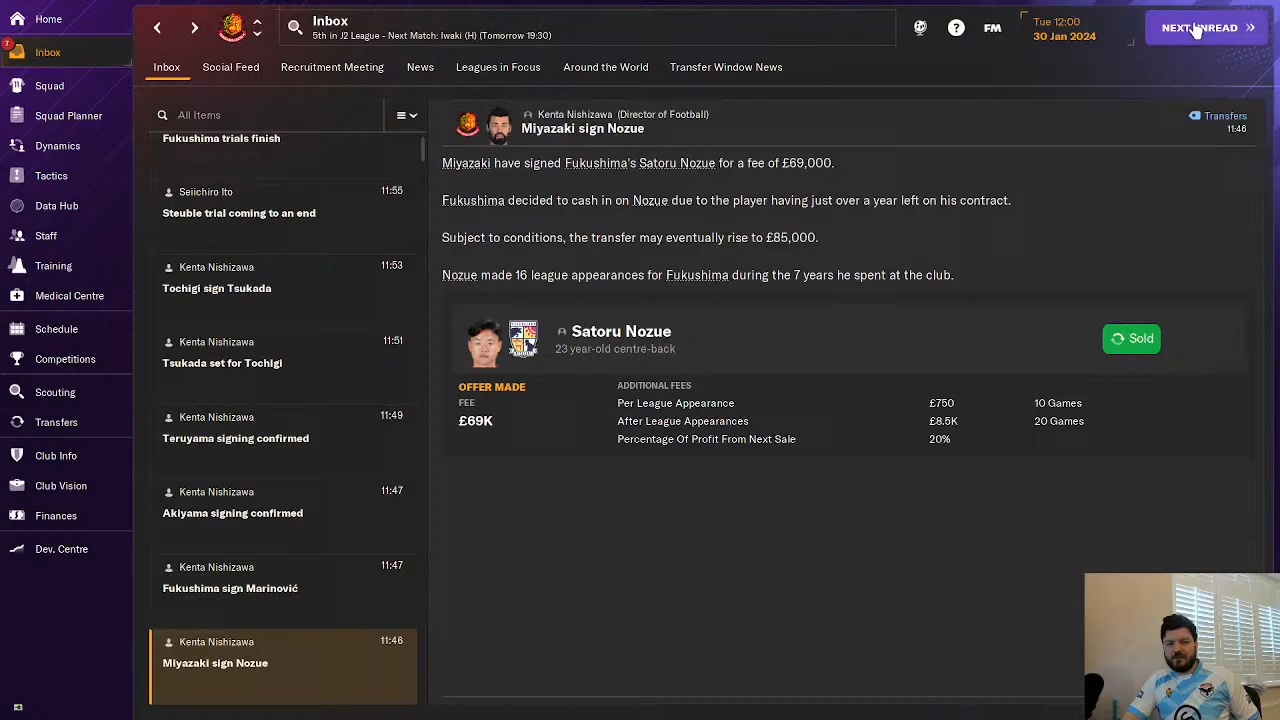 Home
Inbox
5th in J2 League - Next Match: Iwaki (H) (Tomorrow 19:30)
FM
Tue 12:00
30 Jan 2024
NEXT UNREAD
7
Inbox
Squad
Squad Planner
Dynamics
Tactics
Data Hub
Staff
Training
Medical Centre
Schedule
Competitions
Scouting
Transfers
Club Info
Club Vision
Finances
Dev. Centre
Inbox
Social Feed
Recruitment Meeting
News
Leagues in Focus
Around the World
Transfer Window News
All Items
Fukushima trials finish
Seiichiro Ito
11:55
Steuble trial coming to an end
Kenta Nishizawa
11:53
Tochigi sign Tsukada
Kenta Nishizawa
11:51
Tsukada set for Tochigi
Kenta Nishizawa
11:49
Teruyama signing confirmed
Kenta Nishizawa
11:47
Akiyama signing confirmed
Kenta Nishizawa
11:47
Fukushima sign Marinović
Kenta Nishizawa
11:46
Miyazaki sign Nozue
Kenta Nishizawa (Director of Football)
Miyazaki sign Nozue
Transfers
11:46
Miyazaki have signed Fukushima's Satoru Nozue for a fee of £69,000.
Fukushima decided to cash in on Nozue due to the player having just over a year left on his contract.
Subject to conditions, the transfer may eventually rise to £85,000.
Nozue made 16 league appearances for Fukushima during the 7 years he spent at the club.
Satoru Nozue
23 year-old centre-back
Sold
OFFER MADE
FEE
£69K
ADDITIONAL FEES
Per League Appearance £750 10 Games
After League Appearances £8.5K 20 Games
Percentage Of Profit From Next Sale 20%